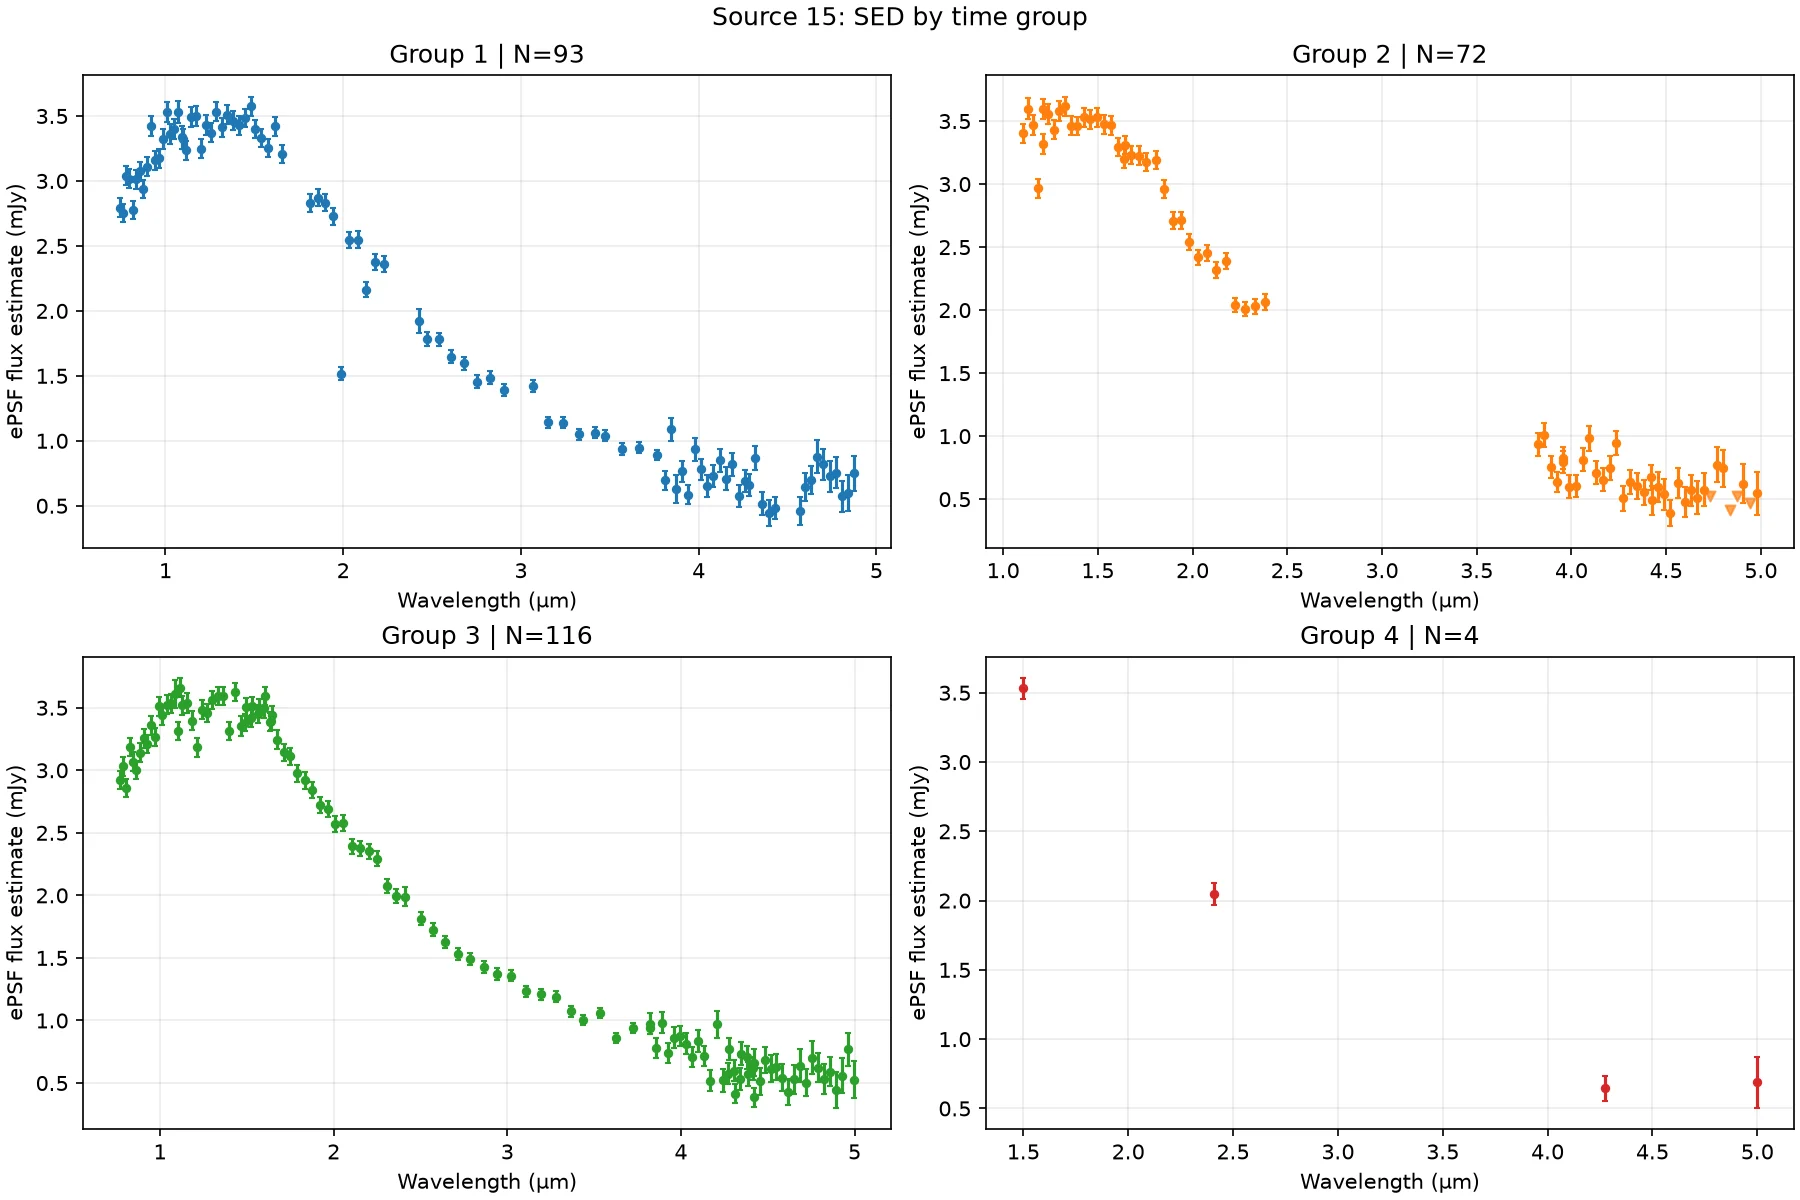 Source 15: SED by time group
Group 1 | N=93
ePSF flux estimate (mJy)
3.5
3.0
2.5
2.0
1.5
1.0
0.5
1 2 3 4 5
Wavelength (μm)
Group 2 | N=72
ePSF flux estimate (mJy)
3.5
3.0
2.5
2.0
1.5
1.0
0.5
1.0 1.5 2.0 2.5 3.0 3.5 4.0 4.5 5.0
Wavelength (μm)
Group 3 | N=116
ePSF flux estimate (mJy)
3.5
3.0
2.5
2.0
1.5
1.0
0.5
1 2 3 4 5
Wavelength (μm)
Group 4 | N=4
ePSF flux estimate (mJy)
3.5
3.0
2.5
2.0
1.5
1.0
0.5
1.5 2.0 2.5 3.0 3.5 4.0 4.5 5.0
Wavelength (μm)